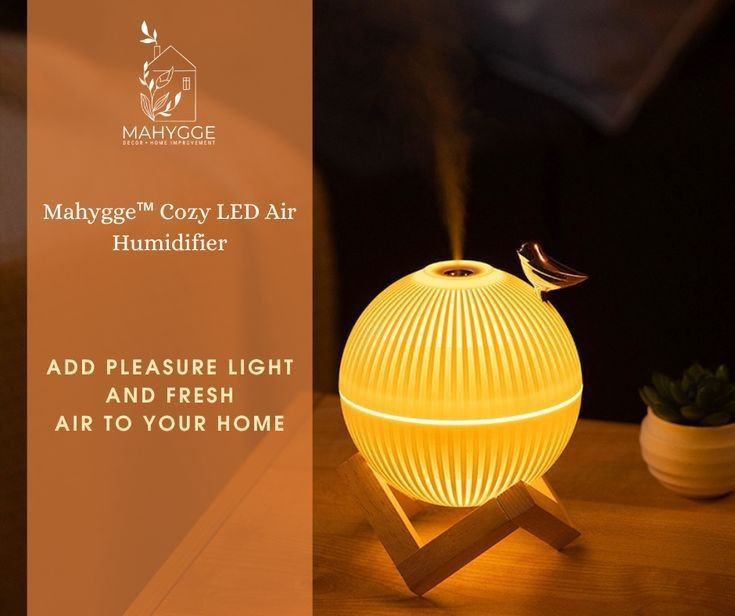 MAHYGGE
DECOR + HOME IMPROVEMENT
Mahygge™ Cozy LED Air
Humidifier
ADD PLEASURE LIGHT
AND FRESH
AIR TO YOUR HOME